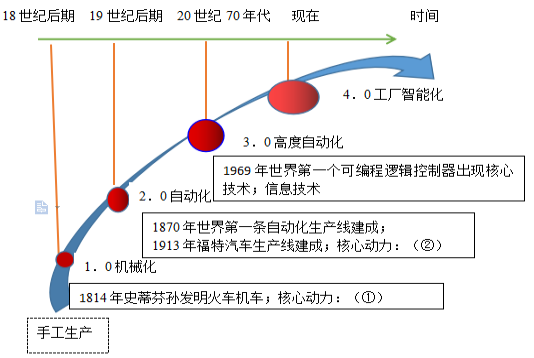 18世纪后期 19世纪后期 20世纪70年代 现在 时间
4.0工厂智能化
3.0高度自动化
1969年世界第一个可编程逻辑控制器出现核心
技术；信息技术
2.0自动化
1870年世界第一条自动化生产线建成；
1913年福特汽车生产线建成；核心动力：（②）
1.0机械化
1814年史蒂芬孙发明火车机车；核心动力：（①）
手工生产